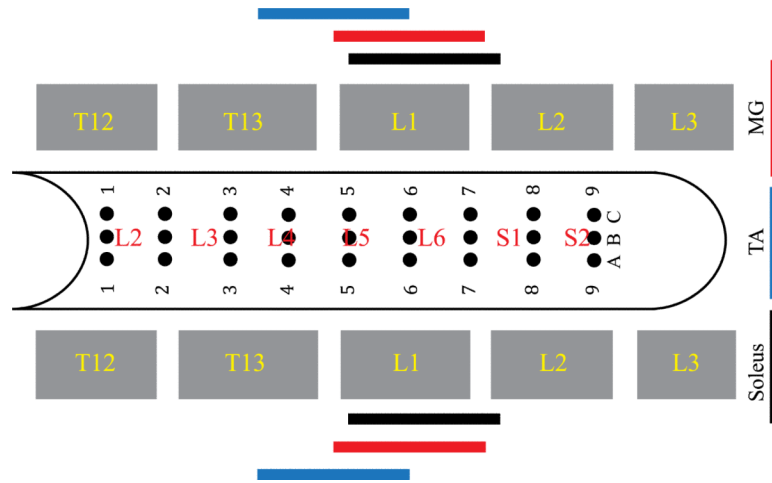 T12 T13 L1 L2 L3
MG
1 2 3 4 5 6 7 8 9
C
L2 L3 L4 L5 L6 S1 S2 B
A
TA
1 2 3 4 5 6 7 8 9
T12 T13 L1 L2 L3
Soleus